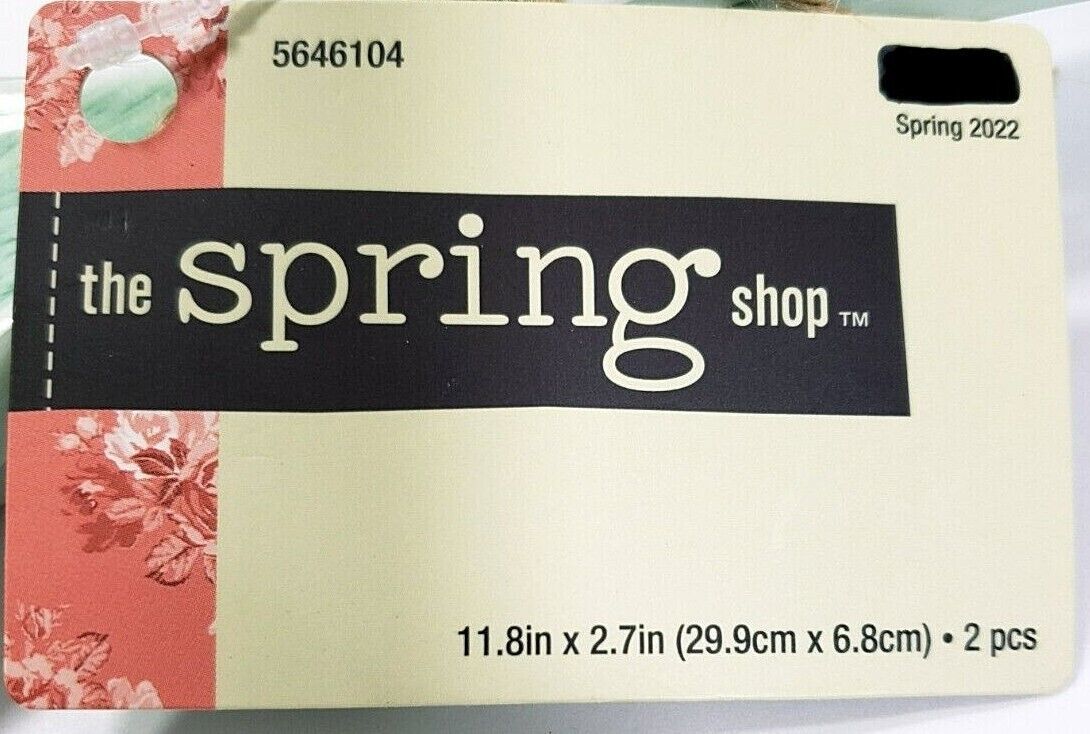 5646104
Spring 2022
the spring shop™
11.8in x 2.7in (29.9cm x 6.8cm) • 2 pcs